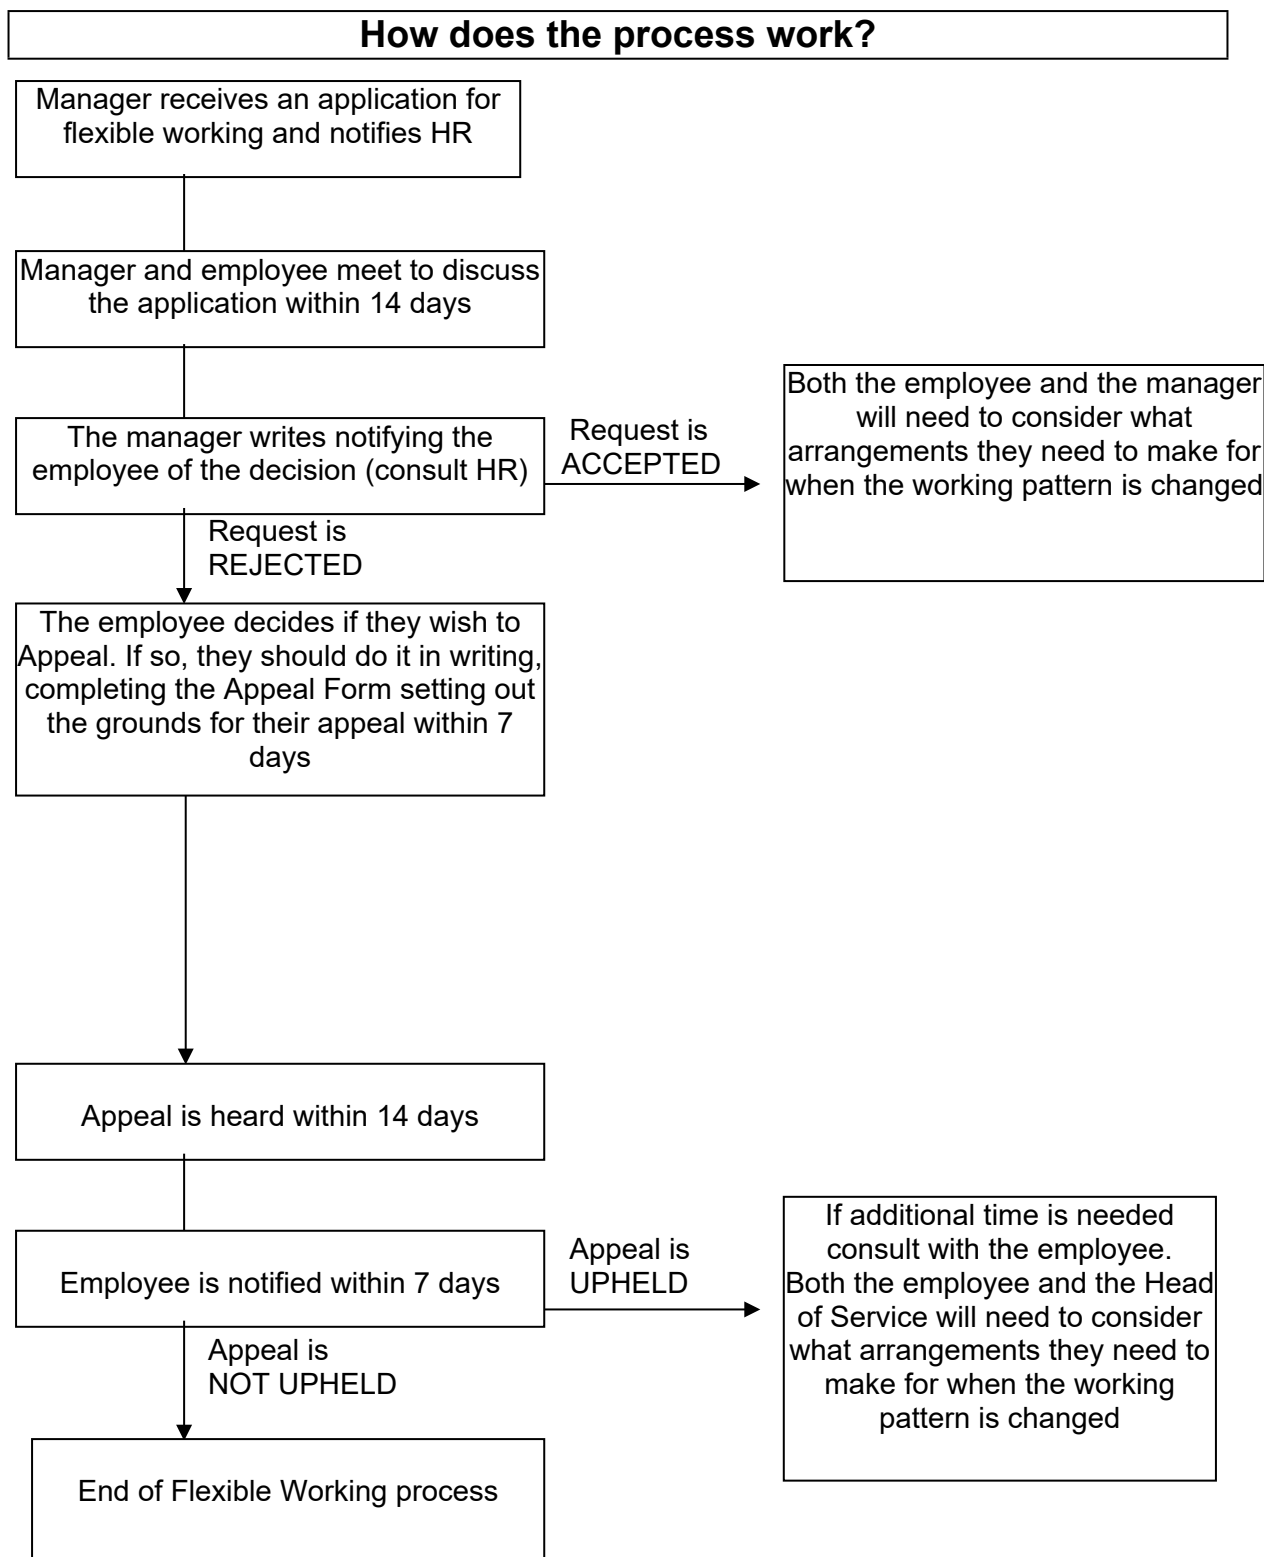 How does the process work?
Manager receives an application for
flexible working and notifies HR
Manager and employee meet to discuss
the application within 14 days
The manager writes notifying the
employee of the decision (consult HR)
Request is
ACCEPTED
Both the employee and the manager
will need to consider what
arrangements they need to make for
when the working pattern is changed
Request is
REJECTED
The employee decides if they wish to
Appeal. If so, they should do it in writing,
completing the Appeal Form setting out
the grounds for their appeal within 7
days
Appeal is heard within 14 days
Employee is notified within 7 days
Appeal is
UPHELD
If additional time is needed
consult with the employee.
Both the employee and the Head
of Service will need to consider
what arrangements they need to
make for when the working
pattern is changed
Appeal is
NOT UPHELD
End of Flexible Working process